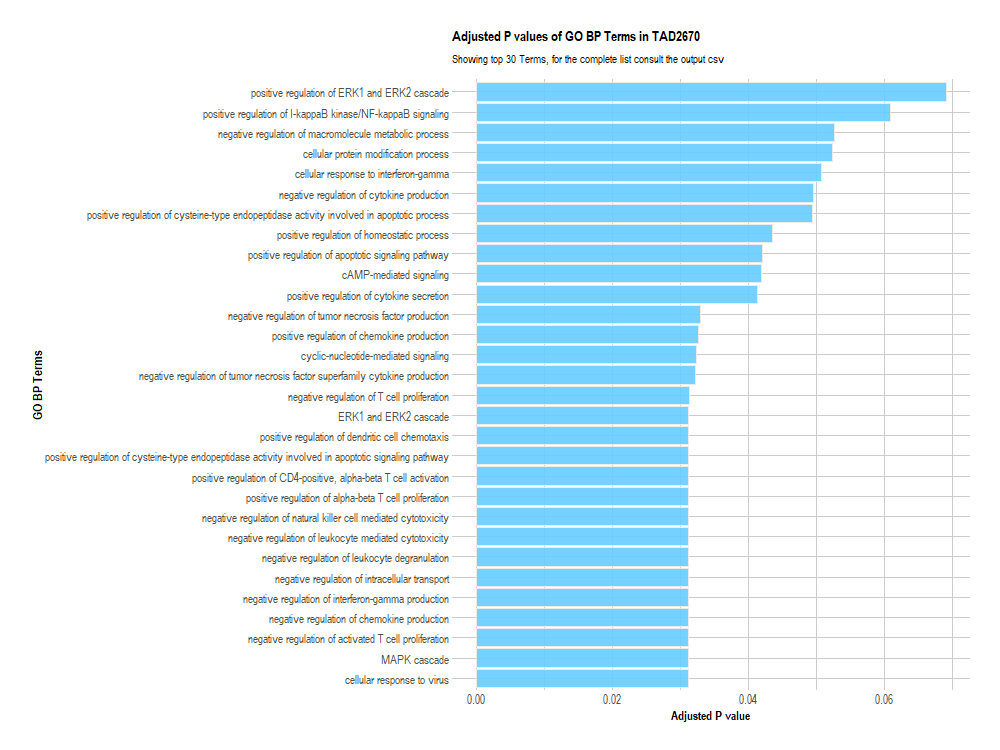 Adjusted P values of GO BP Terms in TAD2670
Showing top 30 Terms, for the complete list consult the output csv
GO BP Terms
positive regulation of ERK1 and ERK2 cascade
positive regulation of I-kappaB kinase/NF-kappaB signaling
negative regulation of macromolecule metabolic process
cellular protein modification process
cellular response to interferon-gamma
negative regulation of cytokine production
positive regulation of cysteine-type endopeptidase activity involved in apoptotic process
positive regulation of homeostatic process
positive regulation of apoptotic signaling pathway
cAMP-mediated signaling
positive regulation of cytokine secretion
negative regulation of tumor necrosis factor production
positive regulation of chemokine production
cyclic-nucleotide-mediated signaling
negative regulation of tumor necrosis factor superfamily cytokine production
negative regulation of T cell proliferation
ERK1 and ERK2 cascade
positive regulation of dendritic cell chemotaxis
positive regulation of cysteine-type endopeptidase activity involved in apoptotic signaling pathway
positive regulation of CD4-positive, alpha-beta T cell activation
positive regulation of alpha-beta T cell proliferation
negative regulation of natural killer cell mediated cytotoxicity
negative regulation of leukocyte mediated cytotoxicity
negative regulation of leukocyte degranulation
negative regulation of intracellular transport
negative regulation of interferon-gamma production
negative regulation of chemokine production
negative regulation of activated T cell proliferation
MAPK cascade
cellular response to virus
0.00 0.02 0.04 0.06
Adjusted P value